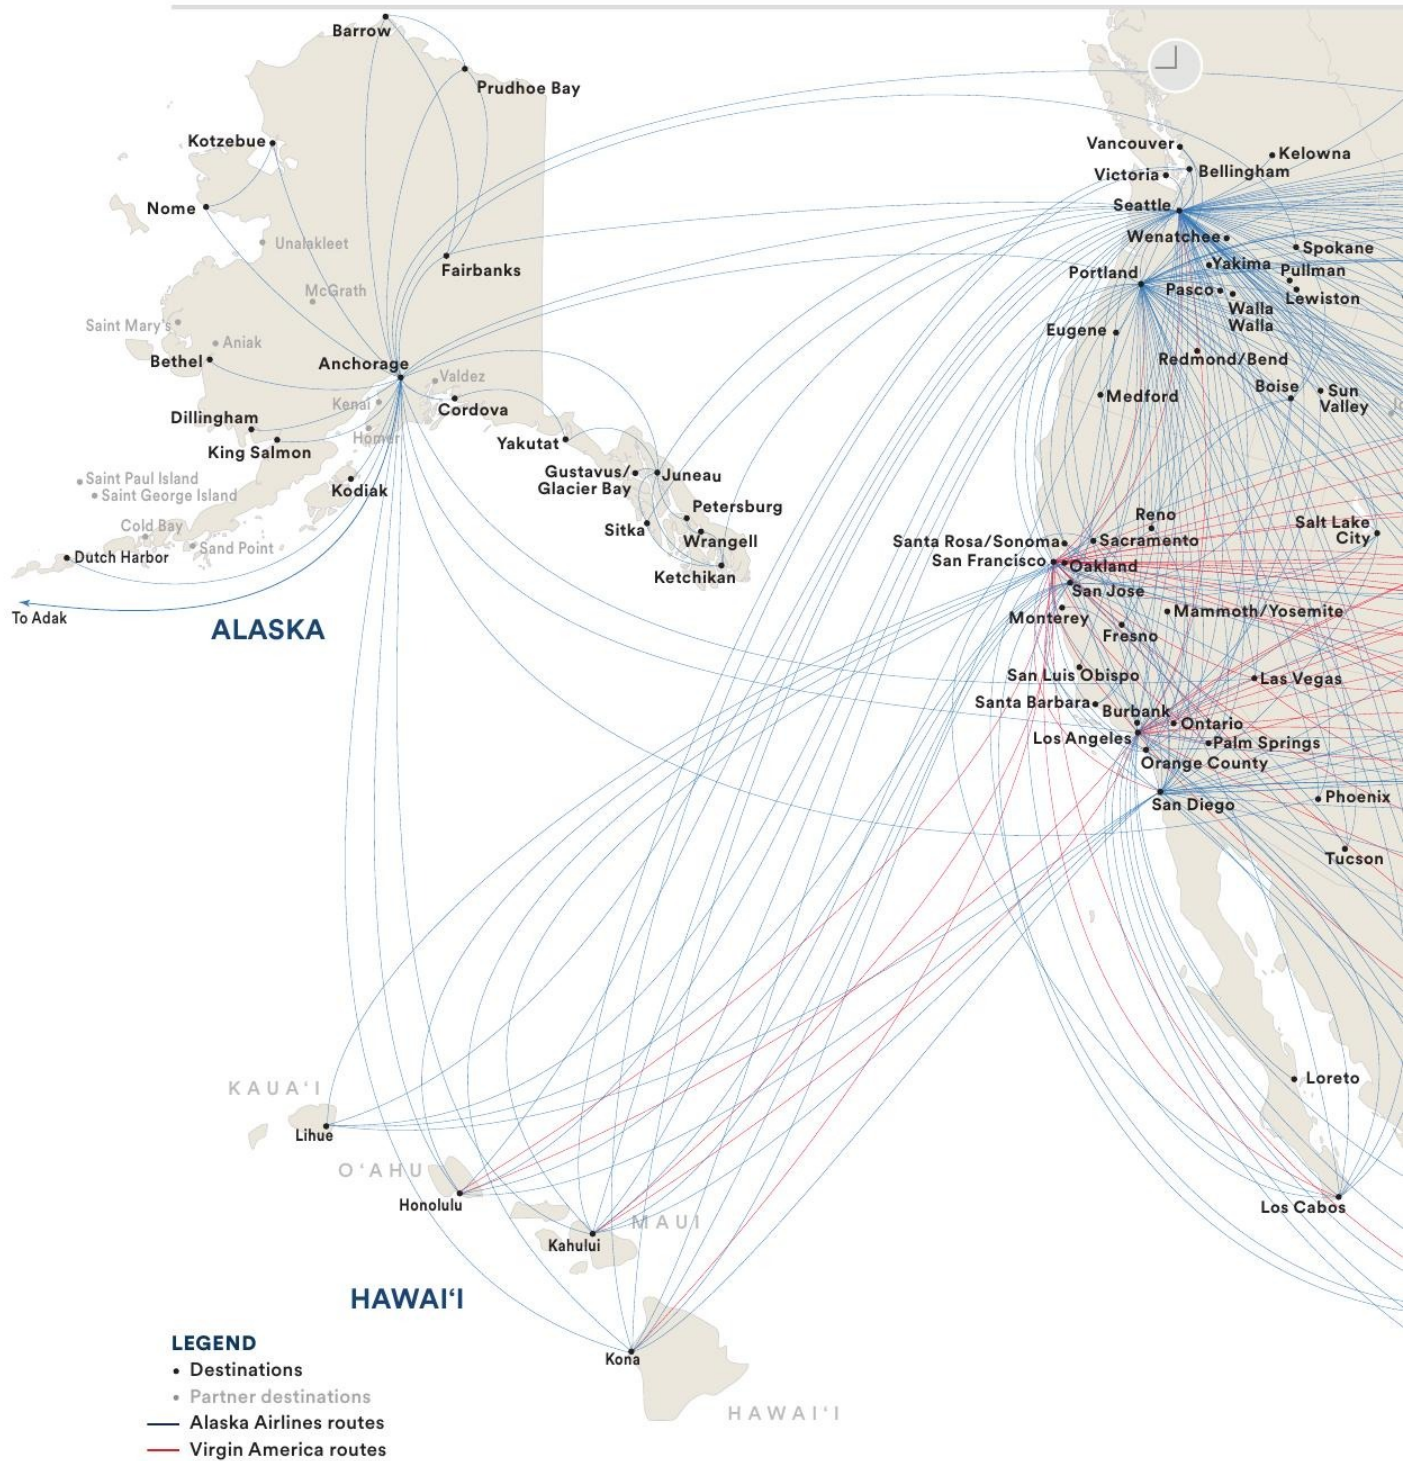 Barrow
Prudhoe Bay
Kotzebue
Nome
Unalakleet
Fairbanks
McGrath
Saint Mary's
Aniak
Bethel
Anchorage
Valdez
Kenai
Cordova
Dillingham
Homer
King Salmon
Yakutat
Saint Paul Island
Saint George Island
Kodiak
Gustavus/
Glacier Bay
Juneau
Petersburg
Sitka
Wrangell
Cold Bay
Sand Point
Dutch Harbor
Ketchikan
To Adak
ALASKA
Vancouver
Kelowna
Victoria
Bellingham
Seattle
Wenatchee
Spokane
Yakima
Pullman
Portland
Pasco
Lewiston
Walla
Walla
Eugene
Redmond/Bend
Boise
Sun
Valley
Medford
Reno
Salt Lake
City
Santa Rosa/Sonoma
Sacramento
San Francisco
Oakland
San Jose
Monterey
Mammoth/Yosemite
Fresno
San Luis Obispo
Las Vegas
Santa Barbara
Burbank
Ontario
Los Angeles
Palm Springs
Orange County
San Diego
Phoenix
Tucson
Loreto
Los Cabos
KAUA‘I
Lihue
O‘AHU
Honolulu
MAUI
Kahului
HAWAI‘I
Kona
HAWAI‘I
LEGEND
Destinations
Partner destinations
Alaska Airlines routes
Virgin America routes